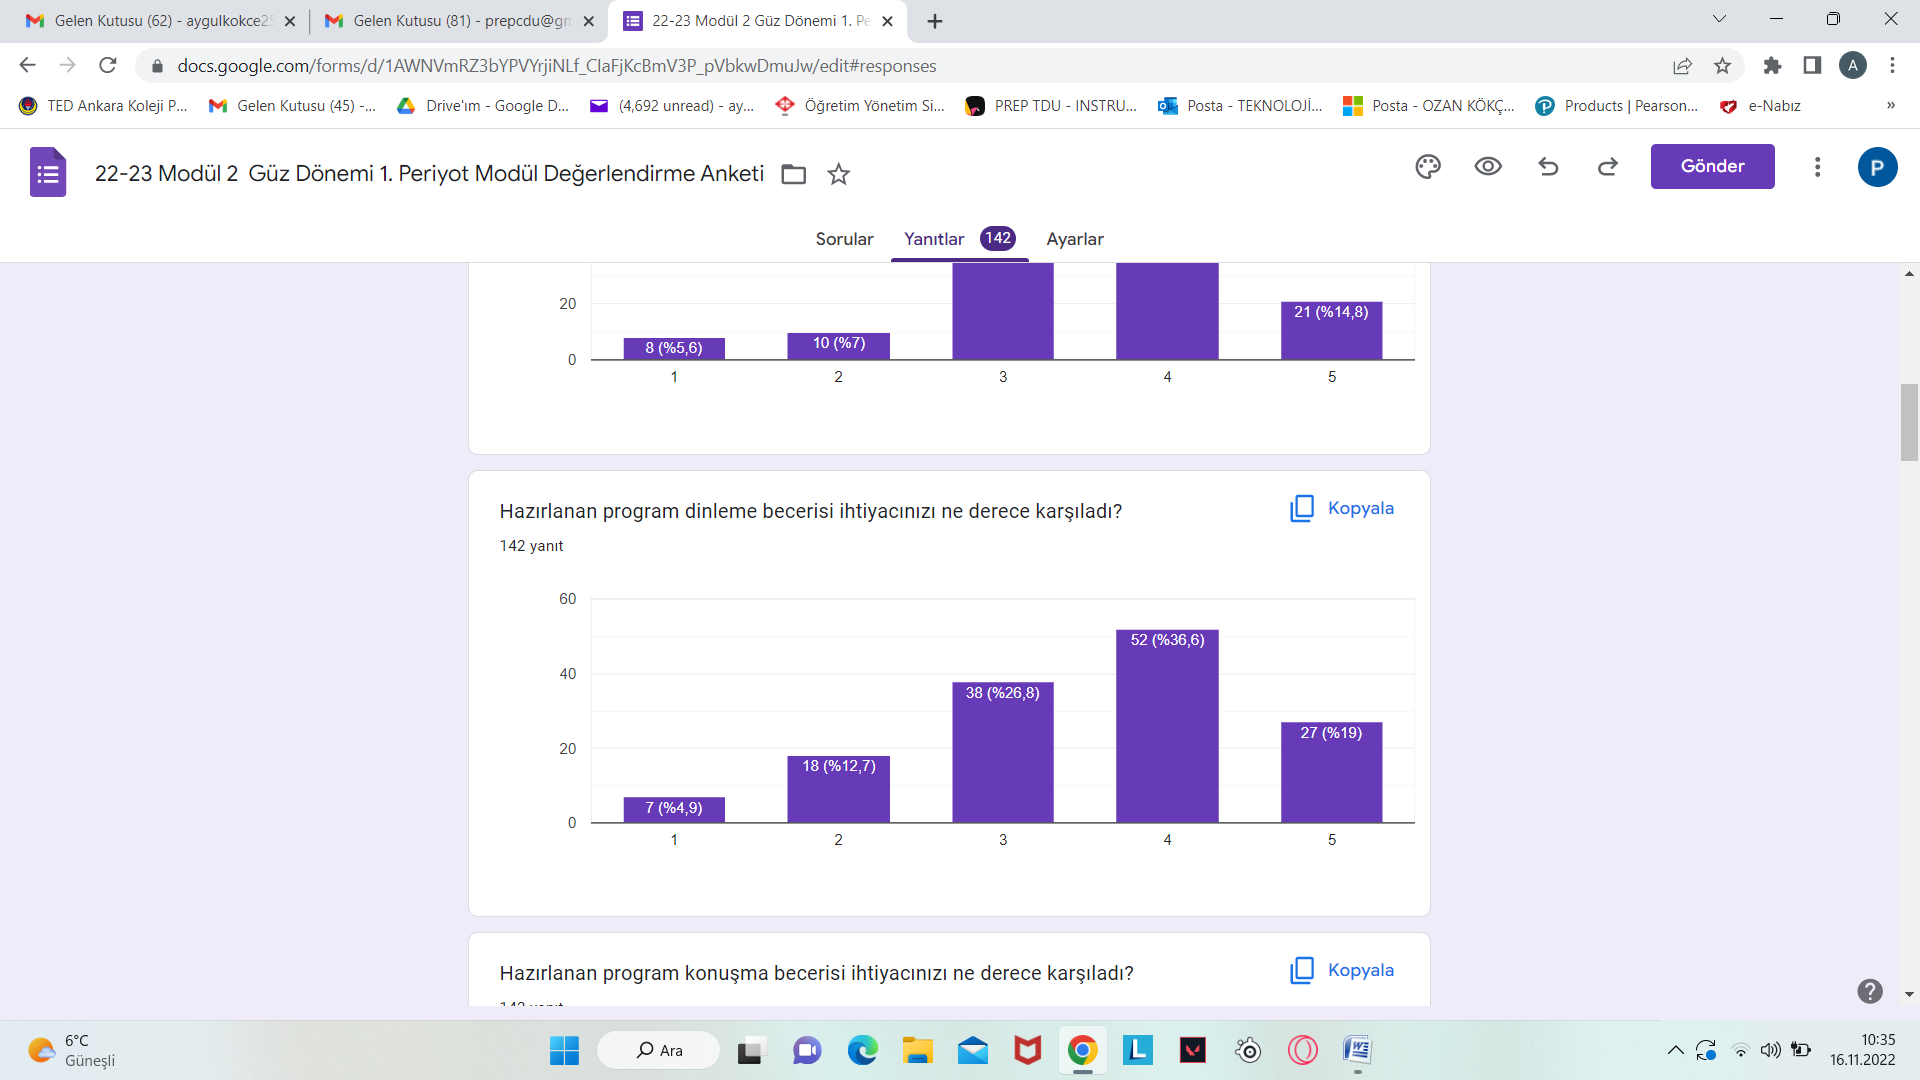 Gelen Kutusu (62) - aygulkokce25
Gelen Kutusu (81) - prepcdu@gm
22-23 Modül 2 Güz Dönemi 1. Pe
docs.google.com/forms/d/1AWNVmRZ3bYPVYrjiNLf_CIaFjKcBmV3P_pVbkwDmuJw/edit#responses
A
TED Ankara Koleji P...
Gelen Kutusu (45) -...
Drive'ım - Google D...
(4,692 unread) - ay...
Öğretim Yönetim Si...
PREP TDU - INSTRU...
Posta - TEKNOLOJİ...
Posta - OZAN KÖKÇ...
Products | Pearson...
e-Nabız
»
22-23 Modül 2 Güz Dönemi 1. Periyot Modül Değerlendirme Anketi
Gönder
P
Sorular
Yanıtlar 142
Ayarlar
20
0
8 (%5,6)
10 (%7)
21 (%14,8)
1 2 3 4 5
Hazırlanan program dinleme becerisi ihtiyacınızı ne derece karşıladı?
Kopyala
142 yanıt
60
40
20
0
7 (%4,9)
18 (%12,7)
38 (%26,8)
52 (%36,6)
27 (%19)
1 2 3 4 5
Hazırlanan program konuşma becerisi ihtiyacınızı ne derece karşıladı?
Kopyala
142 yanıt
6°C
Güneşli
Ara
10:35
16.11.2022